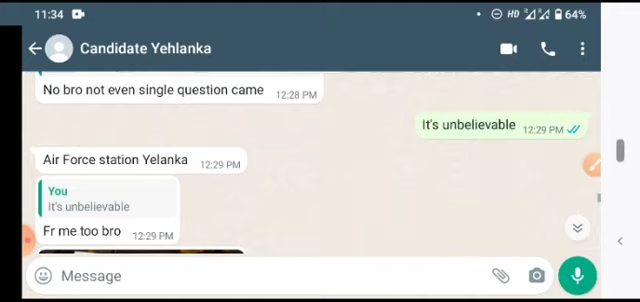 11:34 HD 64%
Candidate Yehlanka
No bro not even single question came 12:28 PM
It's unbelievable 12:29 PM
Air Force station Yelanka 12:29 PM
You
It's unbelievable
Fr me too bro 12:29 PM
Message